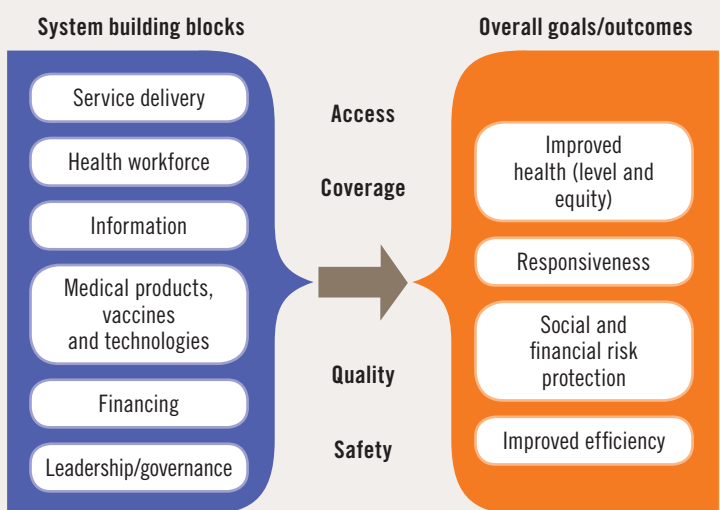 System building blocks
Service delivery
Health workforce
Information
Medical products,
vaccines
and technologies
Financing
Leadership/governance
Access
Coverage
Quality
Safety
Overall goals/outcomes
Improved
health (level and
equity)
Responsiveness
Social and
financial risk
protection
Improved efficiency